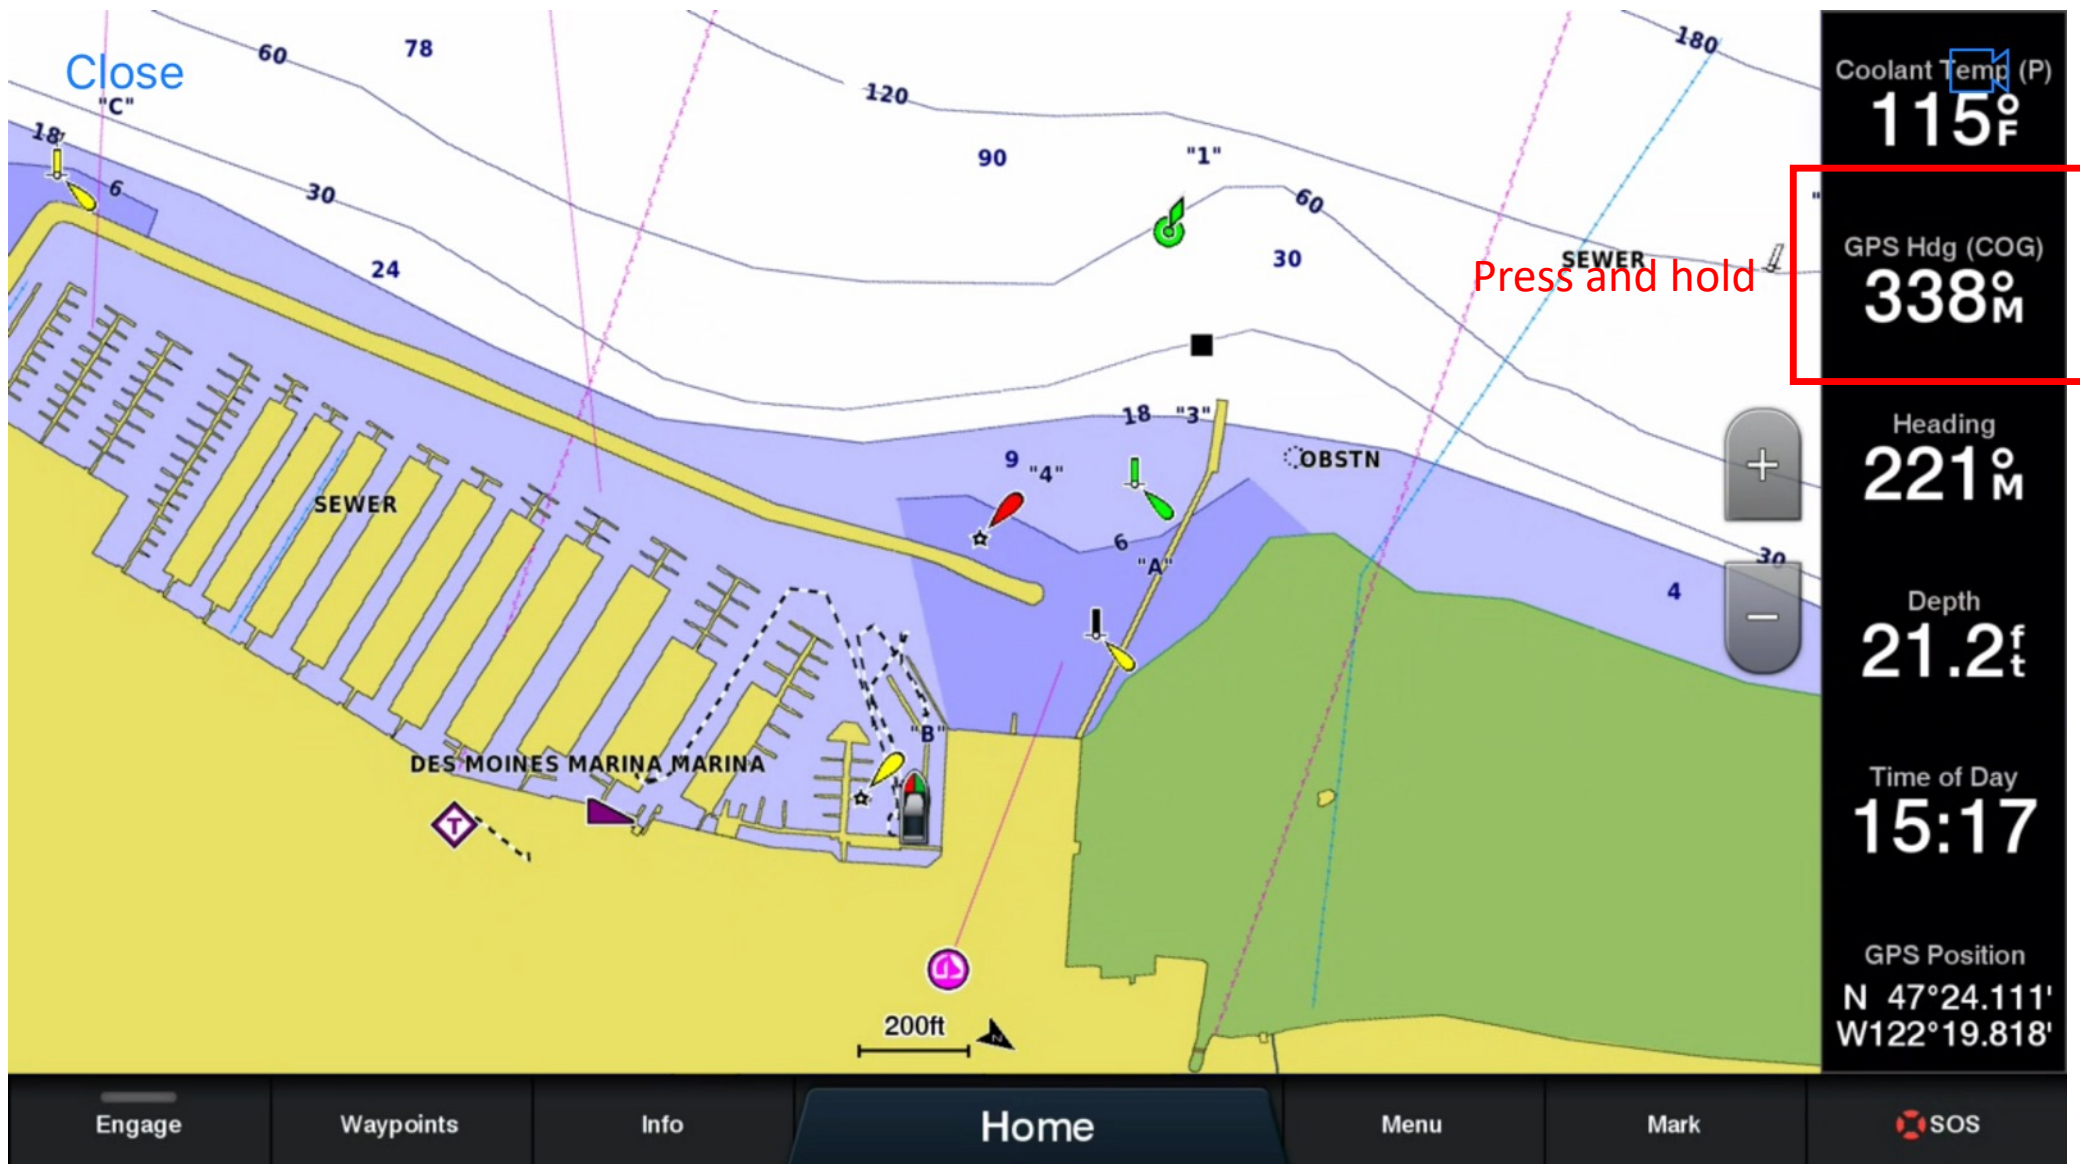 Close
60
78
120
180
"C"
18
6
30
24
90
"1"
60
30
SEWER
Press and hold
18
"3"
9
"4"
OBSTN
6
"A"
30
4
SEWER
"B"
DES MOINES MARINA MARINA
T
200ft
N
+
−
Coolant Temp (P)
115°F
GPS Hdg (COG)
338°M
Heading
221°M
Depth
21.2ft
Time of Day
15:17
GPS Position
N 47°24.111'
W122°19.818'
Engage
Waypoints
Info
Home
Menu
Mark
SOS